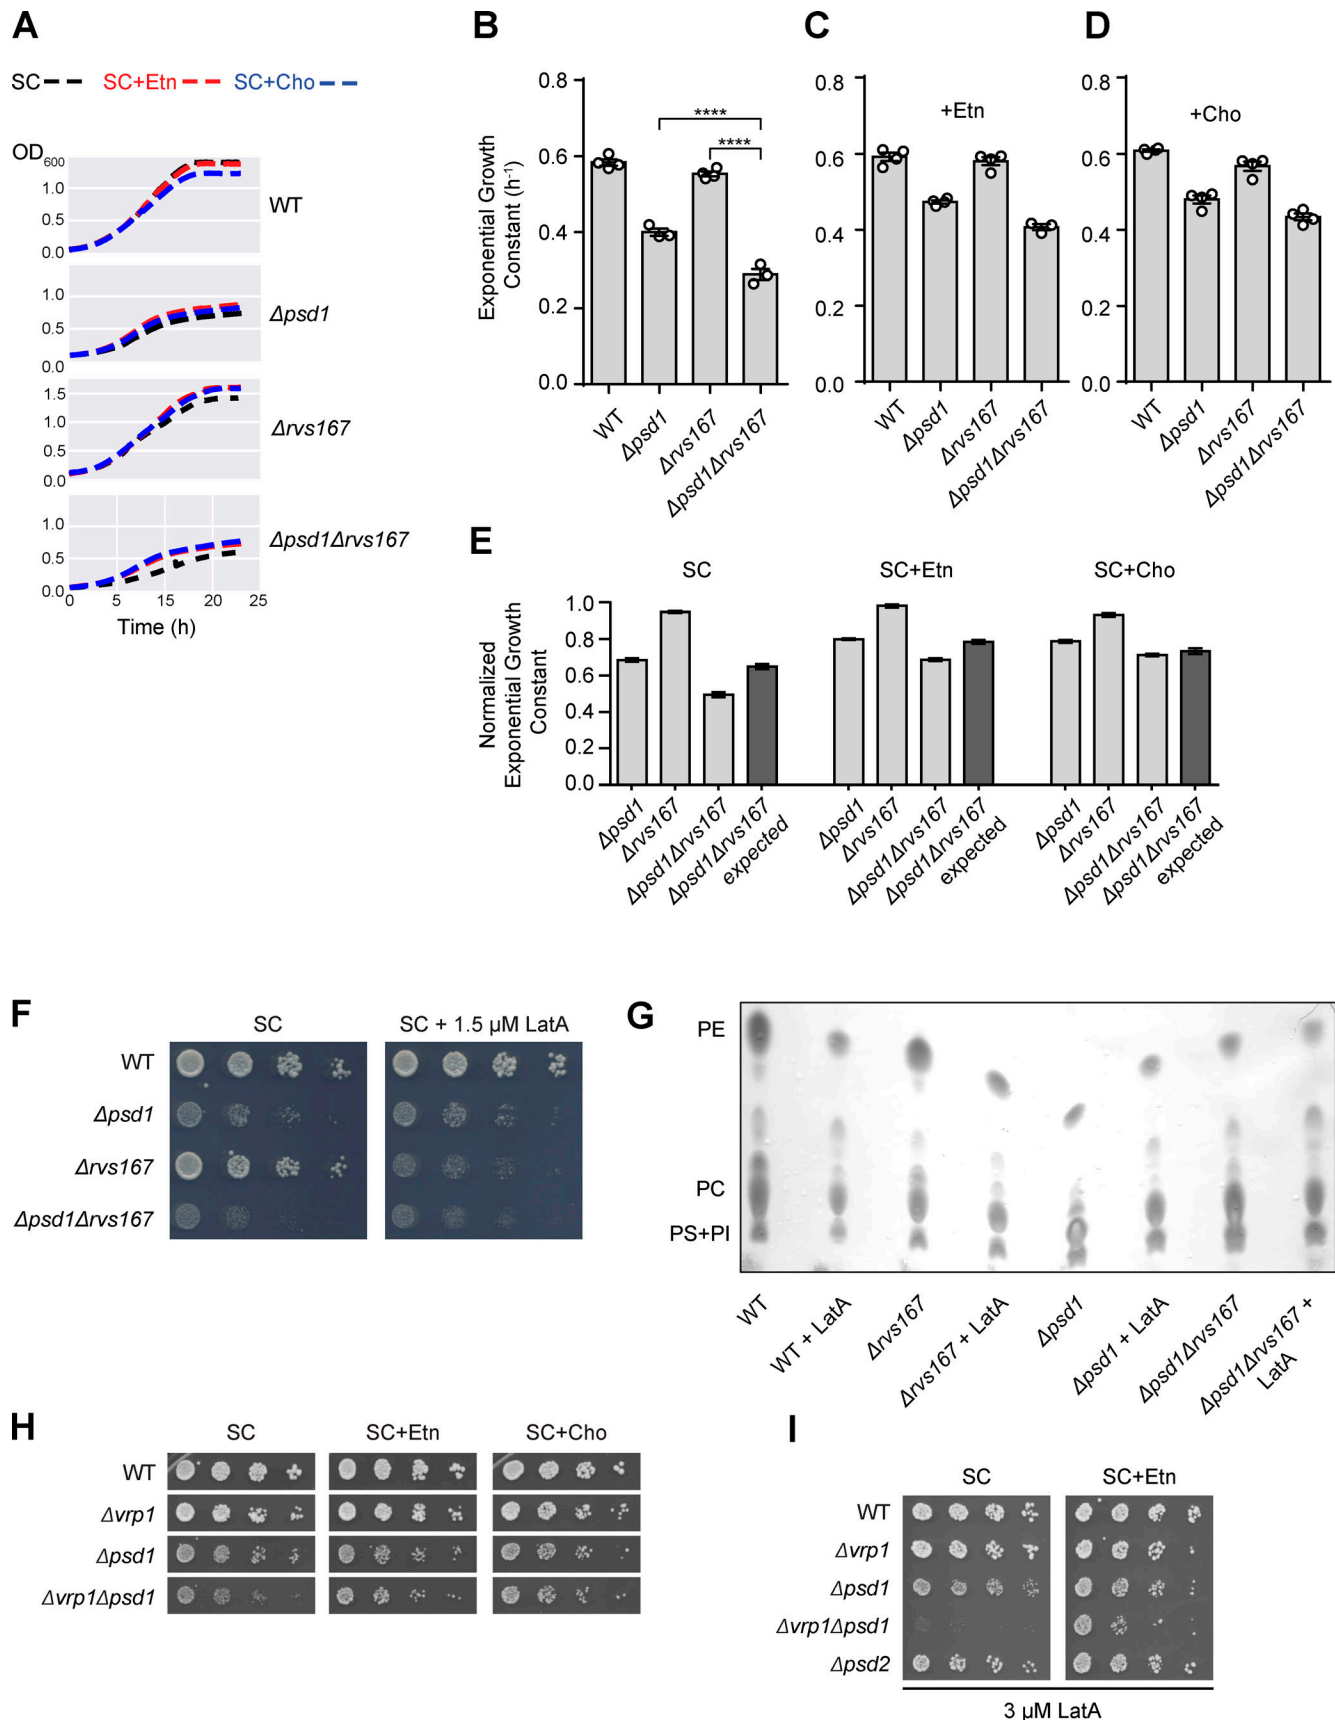 A
SC SC+Etn SC+Cho
OD
600
1.0
0.5
0.0
WT
1.0
0.5
0.0
Δpsd1
1.5
1.0
0.5
0.0
Δrvs167
1.0
0.5
0
0 5 15 20 25
Δpsd1Δrvs167
Time (h)
B
Exponential Growth
Constant (h-1)
0.8
0.6
0.4
0.2
0.0
****
****
WT Δpsd1 Δrvs167 Δpsd1Δrvs167
C
+Etn
0.8
0.6
0.4
0.2
0.0
WT Δpsd1 Δrvs167 Δpsd1Δrvs167
D
+Cho
0.8
0.6
0.4
0.2
0.0
WT Δpsd1 Δrvs167 Δpsd1Δrvs167
E
SC SC+Etn SC+Cho
Normalized
Exponential Growth
Constant
1.0
0.8
0.6
0.4
0.2
0.0
Δpsd1 Δrvs167 Δpsd1Δrvs167 Δpsd1Δrvs167
expected
Δpsd1 Δrvs167 Δpsd1Δrvs167 Δpsd1Δrvs167
expected
Δpsd1 Δrvs167 Δpsd1Δrvs167 Δpsd1Δrvs167
expected
F
SC SC + 1.5 µM LatA
WT
Δpsd1
Δrvs167
Δpsd1Δrvs167
G
PE
PC
PS+PI
WT WT + LatA Δrvs167 Δrvs167 + LatA Δpsd1 Δpsd1 + LatA Δpsd1Δrvs167 Δpsd1Δrvs167 +
LatA
H
SC SC+Etn SC+Cho
WT
Δvrp1
Δpsd1
Δvrp1Δpsd1
I
SC SC+Etn
WT
Δvrp1
Δpsd1
Δvrp1Δpsd1
Δpsd2
3 µM LatA